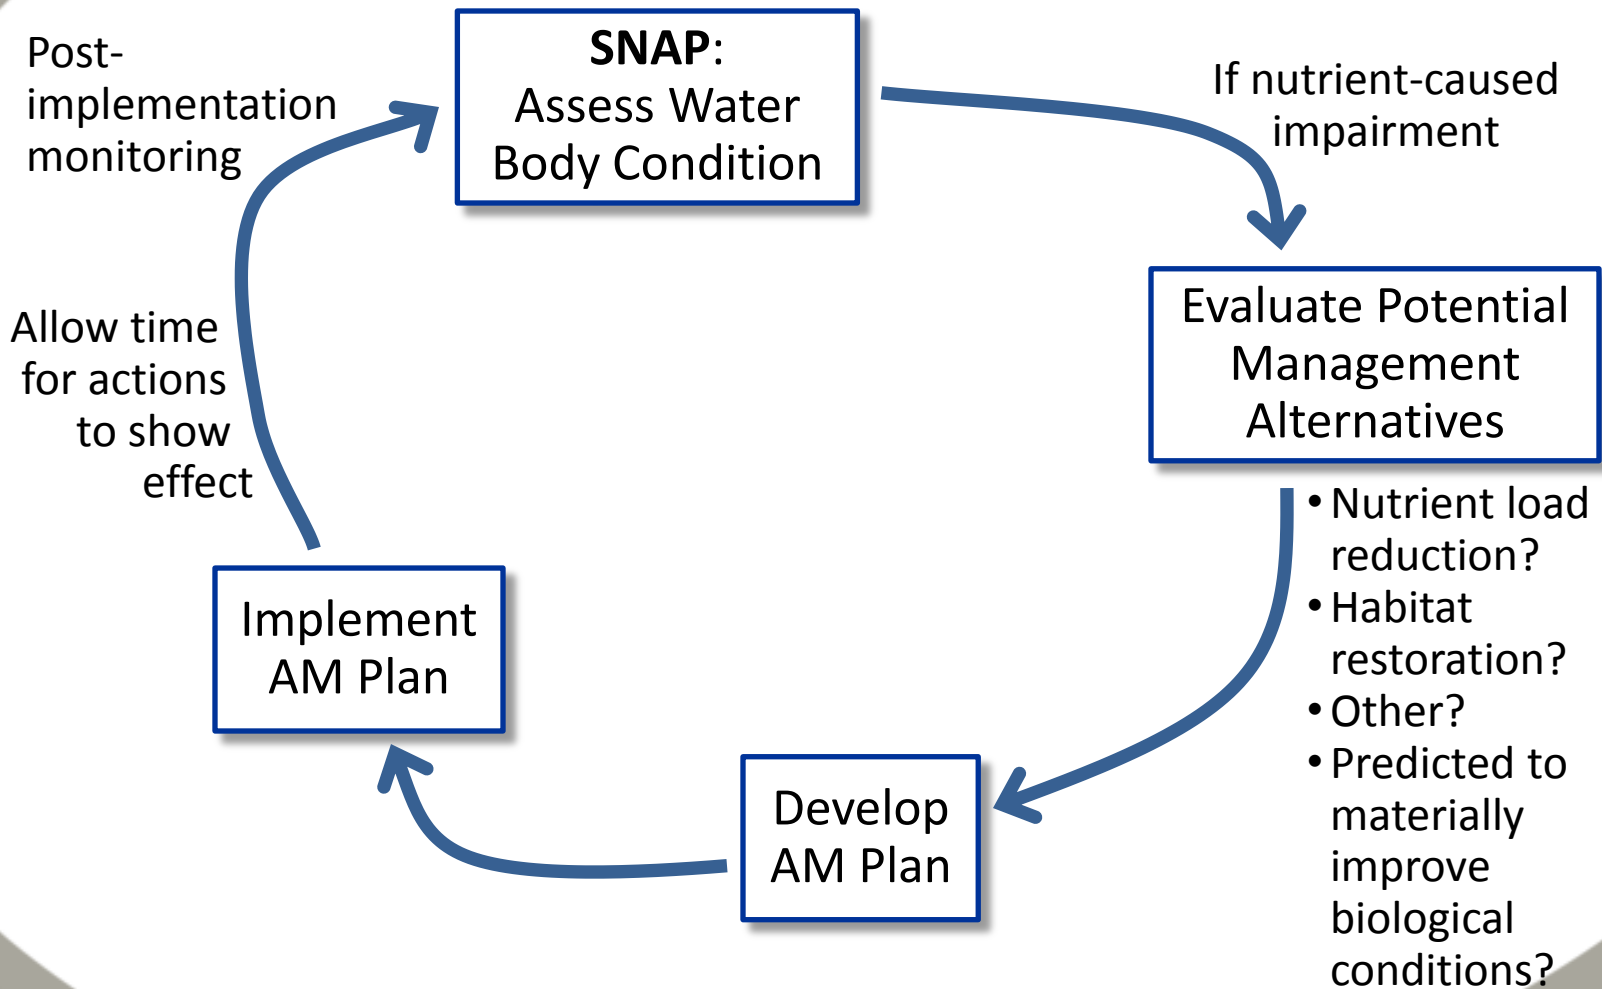 Post-
implementation
monitoring
SNAP:
Assess Water
Body Condition
If nutrient-caused
impairment
Evaluate Potential
Management
Alternatives
• Nutrient load
reduction?
• Habitat
restoration?
• Other?
• Predicted to
materially
improve
biological
conditions?
Develop
AM Plan
Implement
AM Plan
Allow time
for actions
to show
effect